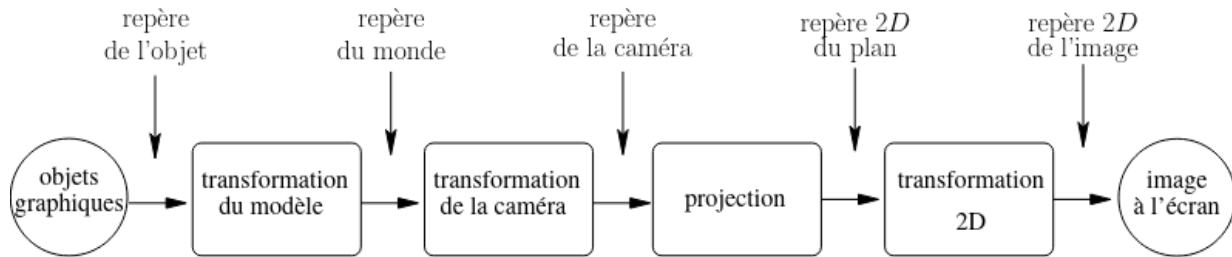 repère
de l'objet
repère
du monde
repère
de la caméra
repère 2D
du plan
repère 2D
de l'image
objets
graphiques
transformation
du modèle
transformation
de la caméra
projection
transformation
2D
image
à l'écran